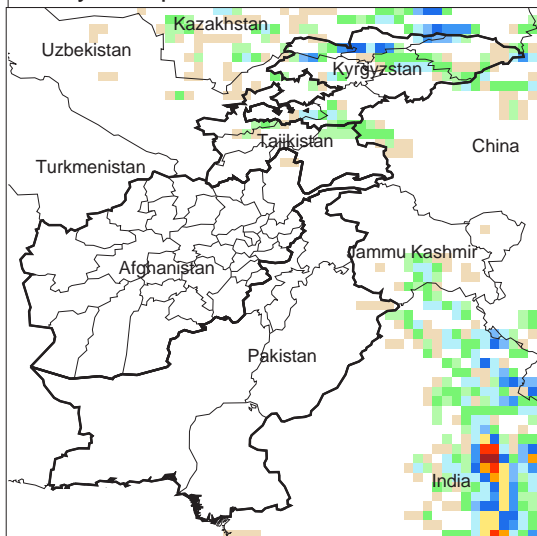 Kazakhstan
Uzbekistan
Kyrgyzstan
Tajikistan
China
Turkmenistan
Jammu Kashmir
Afghanistan
Pakistan
India